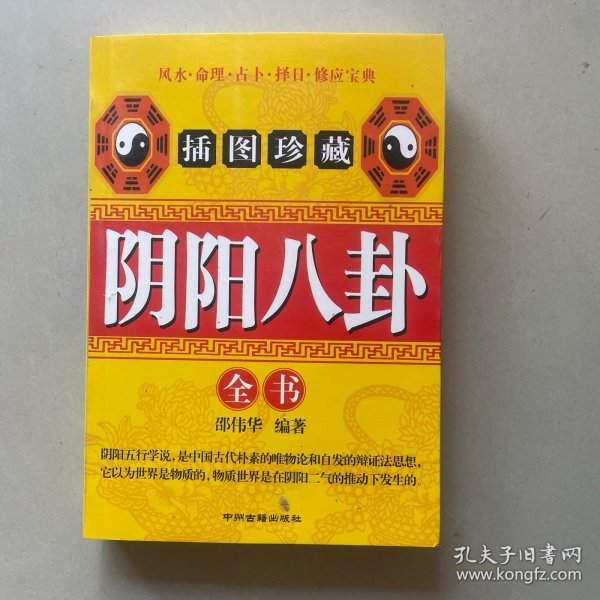 风水·命理·占卜·择日·修应宝典
插图珍藏
阴阳八卦
全书
邵伟华 编著
阴阳五行学说,是中国古代朴素的唯物论和自发的辩证法思想,
它以为世界是物质的,物质世界是在阴阳二气的推动下发生的。
中州古籍出版社
孔夫子旧书网
www.kongfz.com